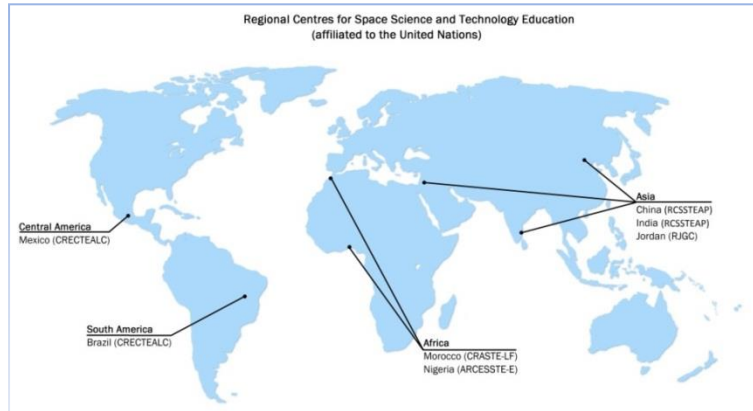 Regional Centres for Space Science and Technology Education
(affiliated to the United Nations)
Asia
China (RCSSTEAP)
India (RCSSTEAP)
Jordan (RJGC)
Central America
Mexico (CRECTEALC)
South America
Brazil (CRECTEALC)
Africa
Morocco (CRASTE-LF)
Nigeria (ARCESSTE-E)